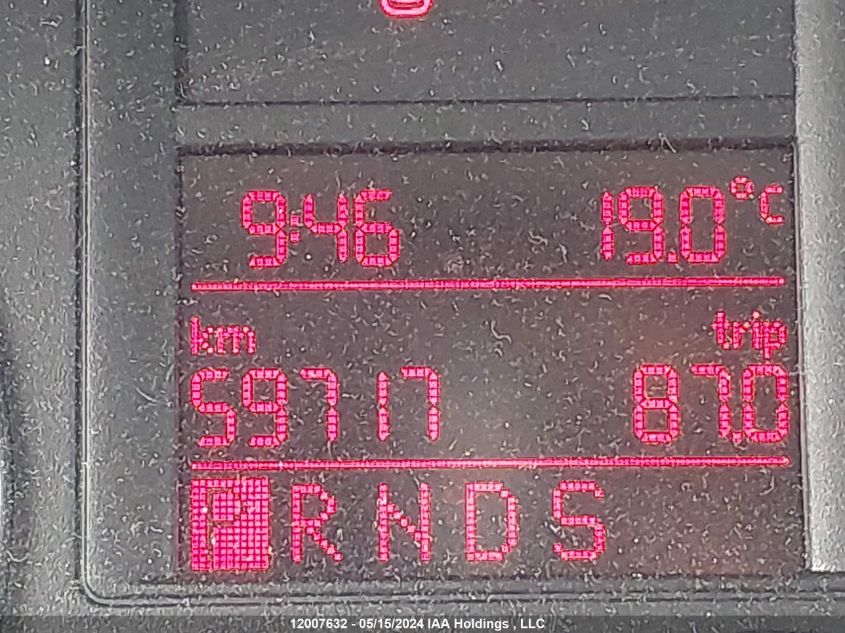 9:46 19.0°C
km trip
59717 87.0
P R N D S
12007632 - 05/15/2024 IAA Holdings , LLC